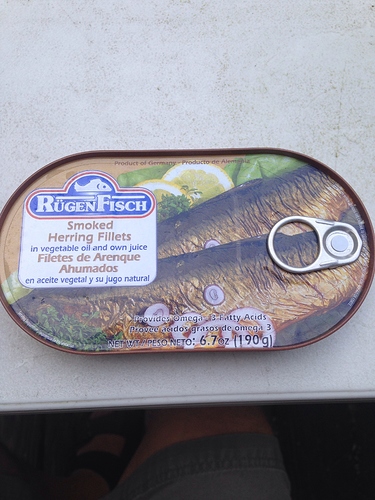 Product of Germany - Producto de Alemania
RÜGENFISCH
Smoked
Herring Fillets
in vegetable oil and own juice
Filetes de Arenque
Ahumados
en aceite vegetal y su jugo natural
Provides Omega-3 Fatty Acids
Provee ácidos grasos de omega 3
NET WT./PESO NETO: 6.7oz (190g)